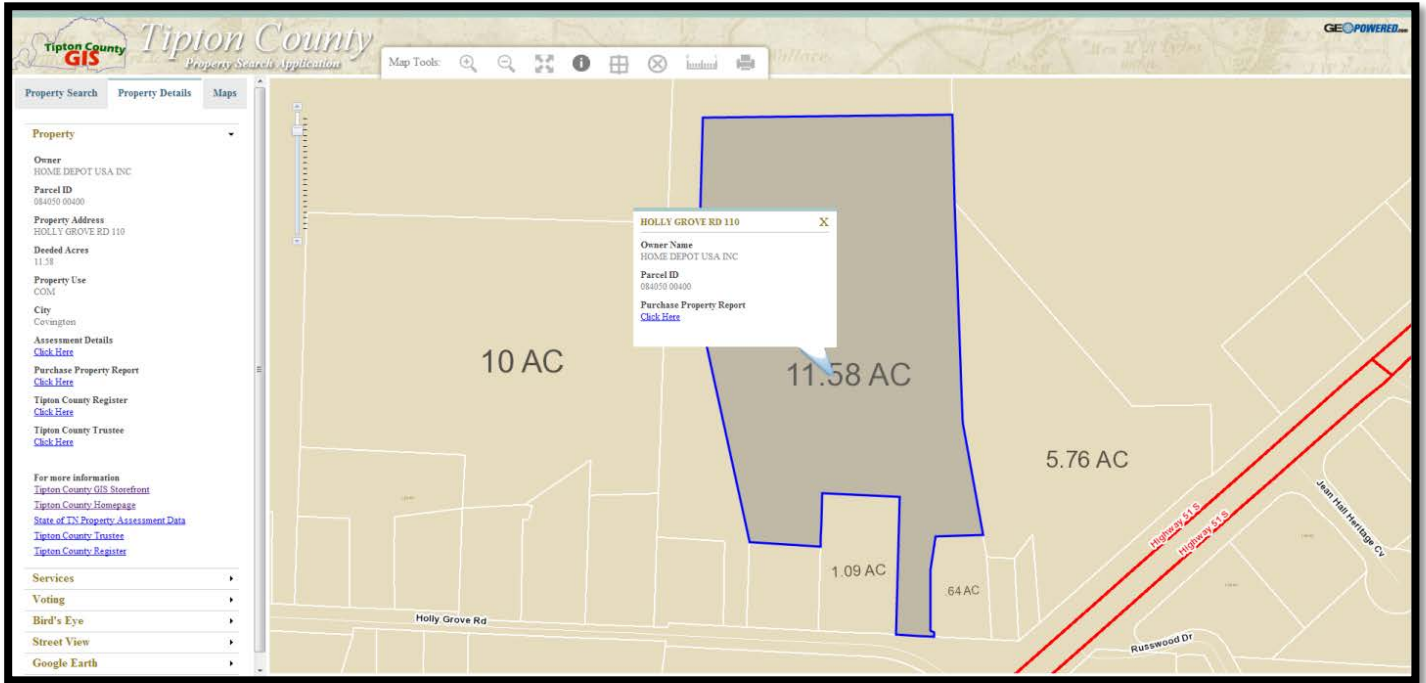 Tipton County
GIS
Tipton County
Property Search Application
Map Tools:
GEOPOWERED.com
Property Search
Property Details
Maps
Property
Owner
HOME DEPOT USA INC
Parcel ID
084050 00400
Property Address
HOLLY GROVE RD 110
Deeded Acres
11.58
Property Use
COM
City
Covington
Assessment Details
Click Here
Purchase Property Report
Click Here
Tipton County Register
Click Here
Tipton County Trustee
Click Here
For more information
Tipton County GIS Storefront
Tipton County Homepage
State of TN Property Assessment Data
Tipton County Trustee
Tipton County Register
Services
Voting
Bird's Eye
Street View
Google Earth
HOLLY GROVE RD 110
X
Owner Name
HOME DEPOT USA INC
Parcel ID
084050 00400
Purchase Property Report
Click Here
10 AC
11.58 AC
5.76 AC
1.09 AC
.64 AC
Holly Grove Rd
Highway 51 S
Highway 51 S
Jean Hall Heritage Cv
Russwood Dr